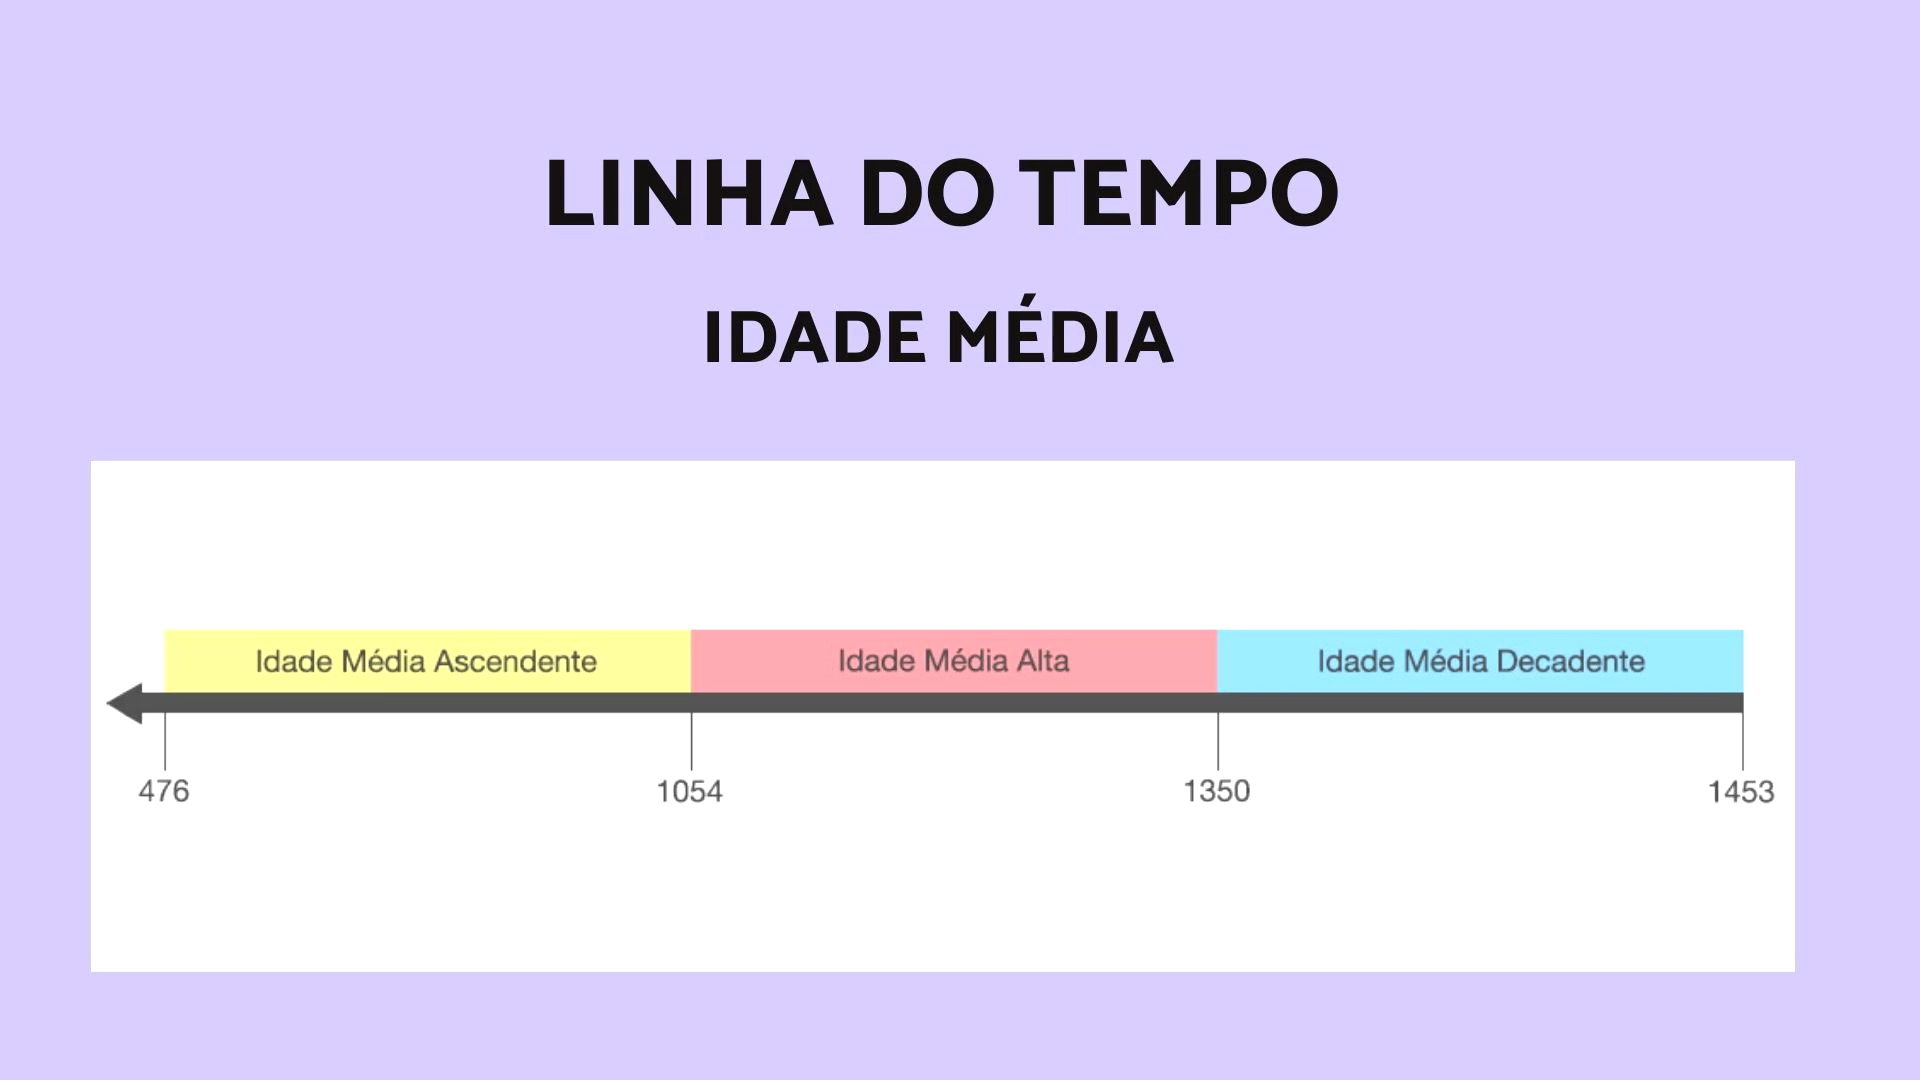 LINHA DO TEMPO
IDADE MÉDIA
Idade Média Ascendente
Idade Média Alta
Idade Média Decadente
476
1054
1350
1453